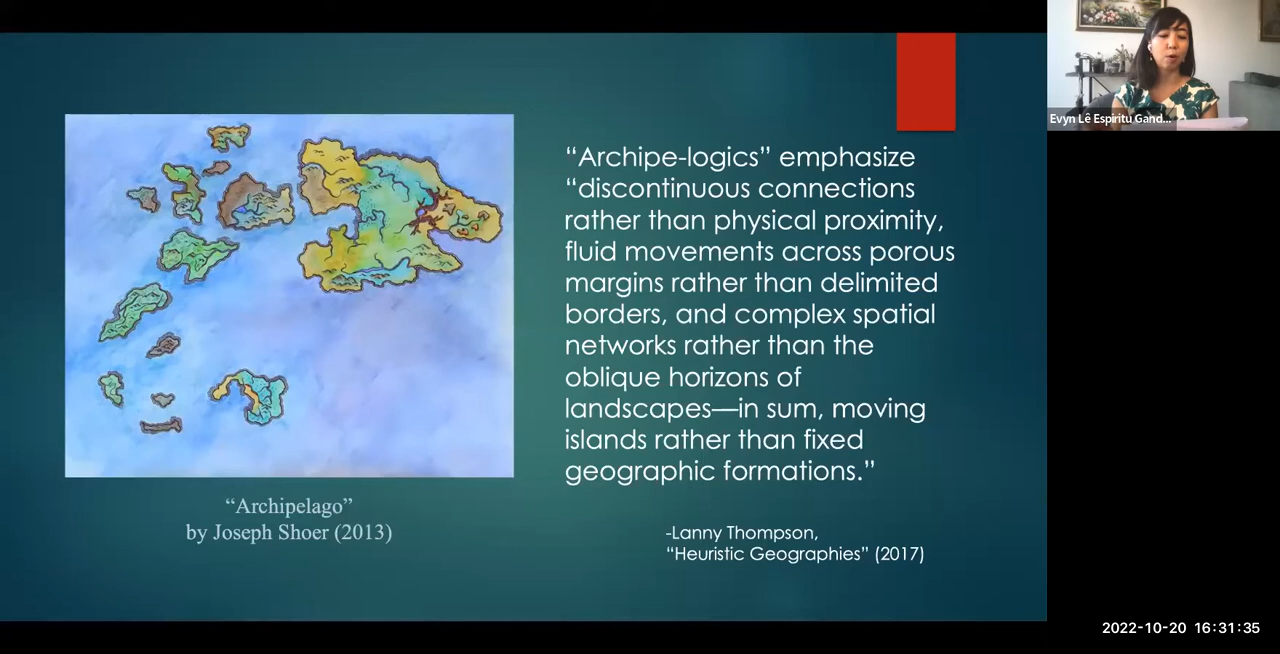 Evyn Lê Espiritu Gand...
“Archipe-logics” emphasize
“discontinuous connections
rather than physical proximity,
fluid movements across porous
margins rather than delimited
borders, and complex spatial
networks rather than the
oblique horizons of
landscapes—in sum, moving
islands rather than fixed
geographic formations.”
“Archipelago”
by Joseph Shoer (2013)
-Lanny Thompson,
“Heuristic Geographies” (2017)
2022-10-20 16:31:35